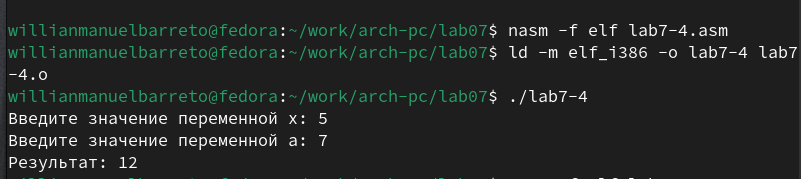 willianmanuelbarreto@fedora:~/work/arch-pc/lab07$ nasm -f elf lab7-4.asm
willianmanuelbarreto@fedora:~/work/arch-pc/lab07$ ld -m elf_i386 -o lab7-4 lab7
-4.o
willianmanuelbarreto@fedora:~/work/arch-pc/lab07$ ./lab7-4
Введите значение переменной x: 5
Введите значение переменной a: 7
Результат: 12